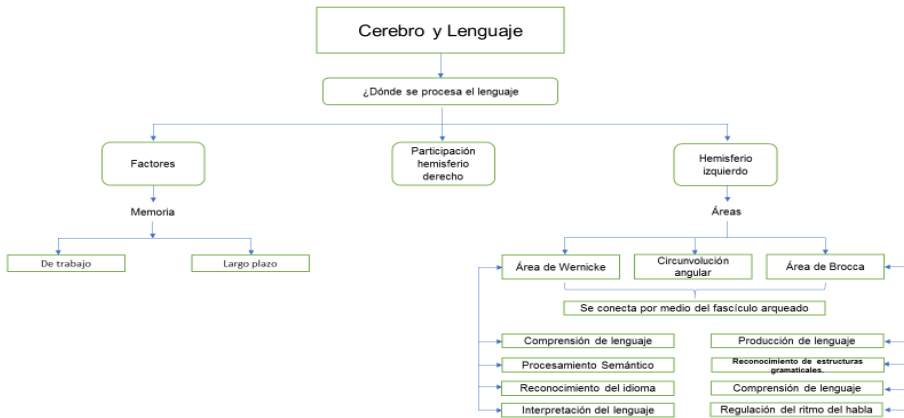 Cerebro y Lenguaje
¿Dónde se procesa el lenguaje
Factores
Participación
hemisferio
derecho
Hemisferio
izquierdo
Memoria
Áreas
De trabajo
Largo plazo
Área de Wernicke
Circunvolución
angular
Área de Brocca
Se conecta por medio del fascículo arqueado
Comprensión de lenguaje
Producción de lenguaje
Procesamiento Semántico
Reconocimiento de estructuras
gramaticales.
Reconocimiento del idioma
Comprensión de lenguaje
Interpretación del lenguaje
Regulación del ritmo del habla